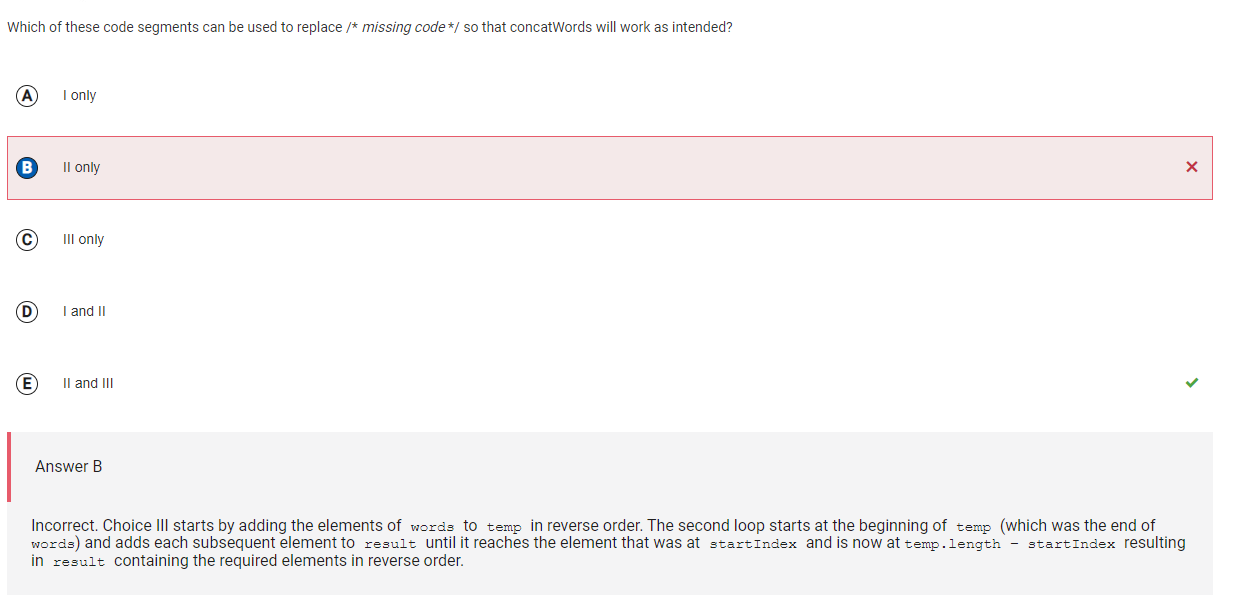 Which of these code segments can be used to replace /* missing code */ so that concatWords will work as intended?
A I only
B II only
C III only
D I and II
E II and III
Answer B
Incorrect. Choice III starts by adding the elements of words to temp in reverse order. The second loop starts at the beginning of temp (which was the end of
words) and adds each subsequent element to result until it reaches the element that was at startIndex and is now at temp.length - startIndex resulting
in result containing the required elements in reverse order.